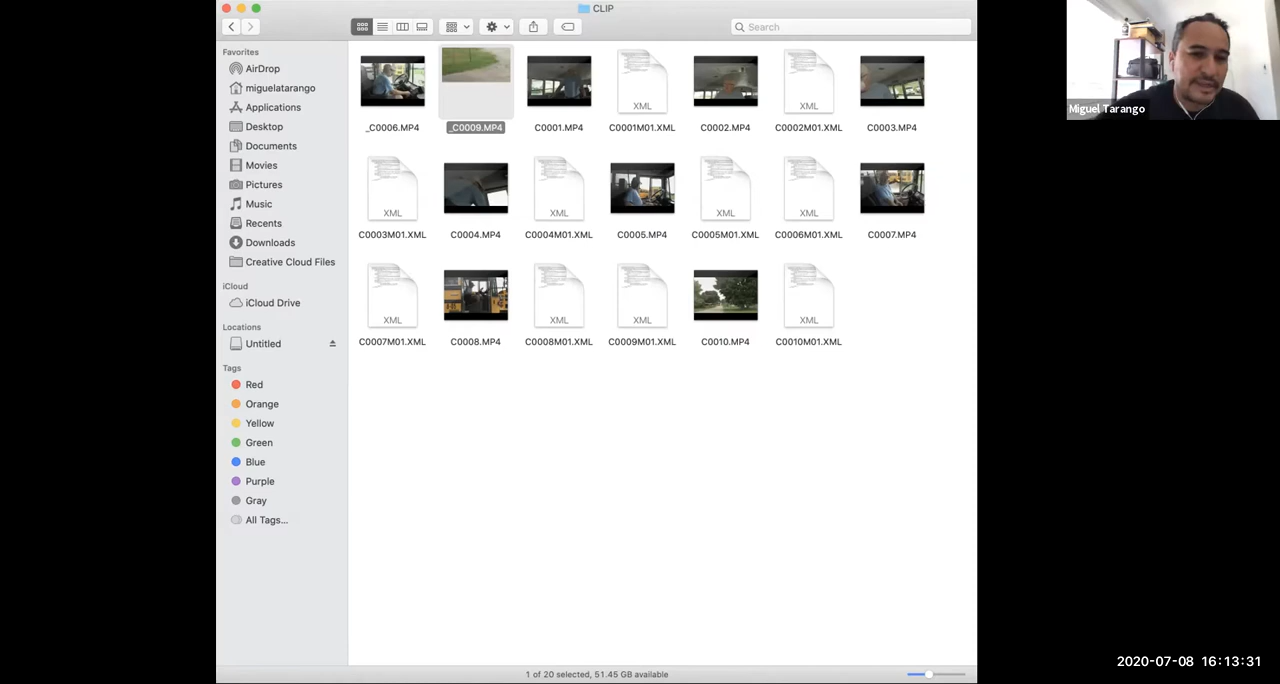 CLIP
Search
Favorites
AirDrop
miguelatarango
Applications
Desktop
Documents
Movies
Pictures
Music
Recents
Downloads
Creative Cloud Files
iCloud
iCloud Drive
Locations
Untitled
Tags
Red
Orange
Yellow
Green
Blue
Purple
Gray
All Tags...
_C0006.MP4 _C0009.MP4 C0001.MP4 C0001M01.XML C0002.MP4 C0002M01.XML C0003.MP4
XML XML
C0003M01.XML C0004.MP4 C0004M01.XML C0005.MP4 C0005M01.XML C0006M01.XML C0007.MP4
XML XML XML XML
C0007M01.XML C0008.MP4 C0008M01.XML C0009M01.XML C0010.MP4 C0010M01.XML
XML XML XML XML
1 of 20 selected, 51.45 GB available
Miguel Tarango
2020-07-08 16:13:31